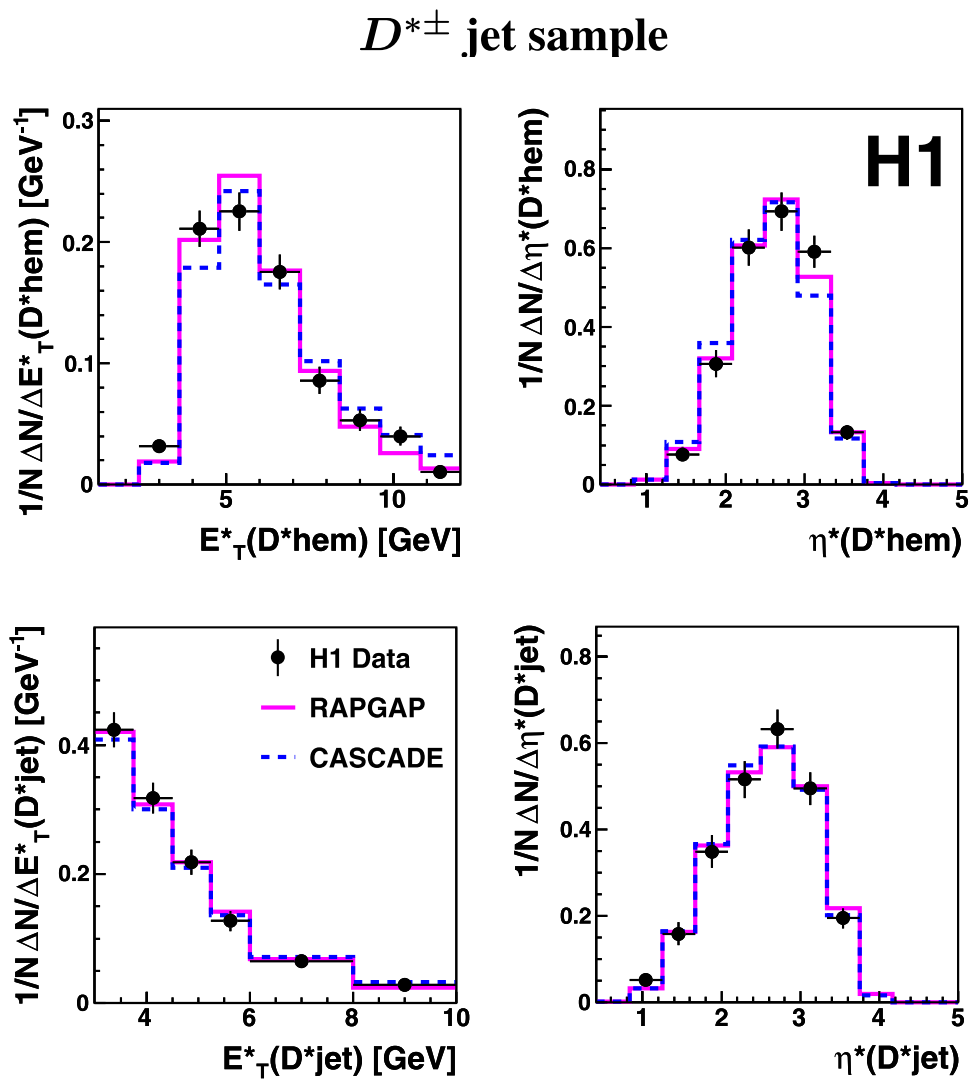 D*± jet sample
1/N ΔN/ΔE*T(D*hem) [GeV-1]
0.3
0.2
0.1
0
5
10
E*T(D*hem) [GeV]
1/N ΔN/Δη*(D*hem)
H1
0.8
0.6
0.4
0.2
0
1
2
3
4
5
η*(D*hem)
1/N ΔN/ΔE*T(D*jet) [GeV-1]
0.4
0.2
0
H1 Data
RAPGAP
CASCADE
4
6
8
10
E*T(D*jet) [GeV]
1/N ΔN/Δη*(D*jet)
0.8
0.6
0.4
0.2
0
1
2
3
4
5
η*(D*jet)